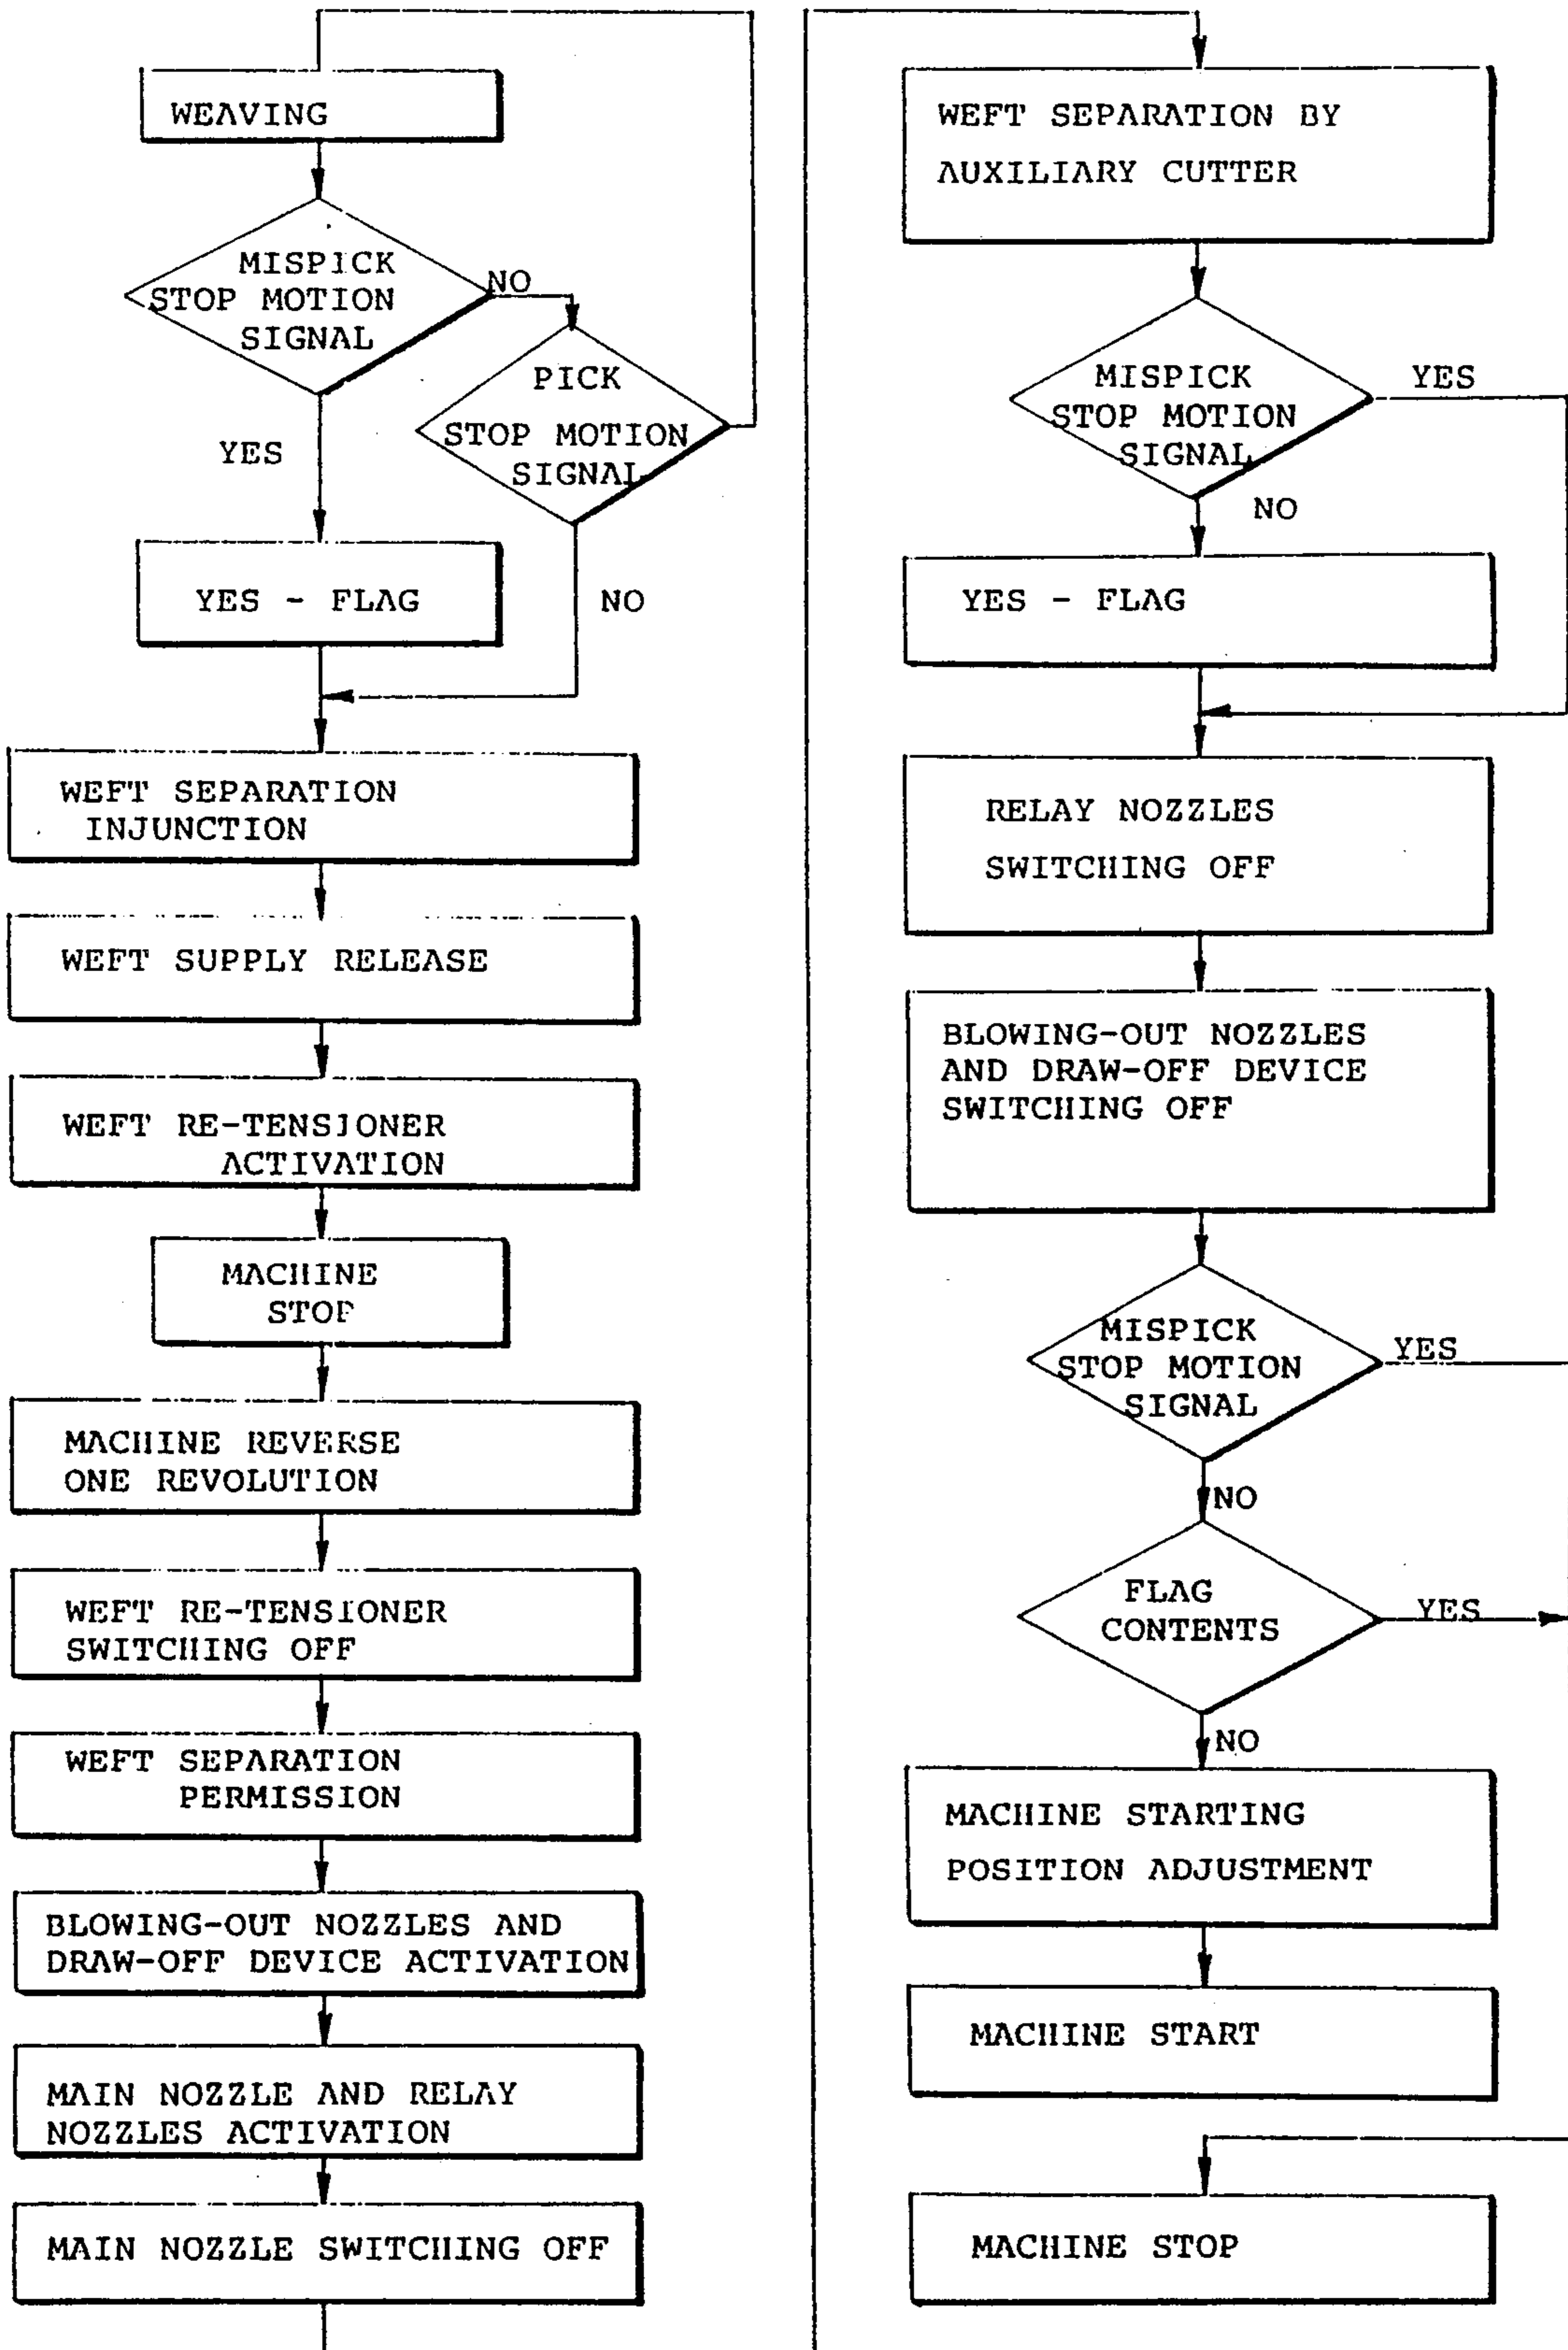 WEAVING
MISPICK
STOP MOTION
SIGNAL
NO
PICK
STOP MOTION
SIGNAL
YES
YES - FLAG
NO
WEFT SEPARATION
INJUNCTION
WEFT SUPPLY RELEASE
WEFT RE-TENSIONER
ACTIVATION
MACHINE
STOP
MACHINE REVERSE
ONE REVOLUTION
WEFT RE-TENSIONER
SWITCHING OFF
WEFT SEPARATION
PERMISSION
BLOWING-OUT NOZZLES AND
DRAW-OFF DEVICE ACTIVATION
MAIN NOZZLE AND RELAY
NOZZLES ACTIVATION
MAIN NOZZLE SWITCHING OFF
WEFT SEPARATION BY
AUXILIARY CUTTER
MISPICK
STOP MOTION
SIGNAL
YES
NO
YES - FLAG
RELAY NOZZLES
SWITCHING OFF
BLOWING-OUT NOZZLES
AND DRAW-OFF DEVICE
SWITCHING OFF
MISPICK
STOP MOTION
SIGNAL
YES
NO
FLAG
CONTENTS
YES
NO
MACHINE STARTING
POSITION ADJUSTMENT
MACHINE START
MACHINE STOP